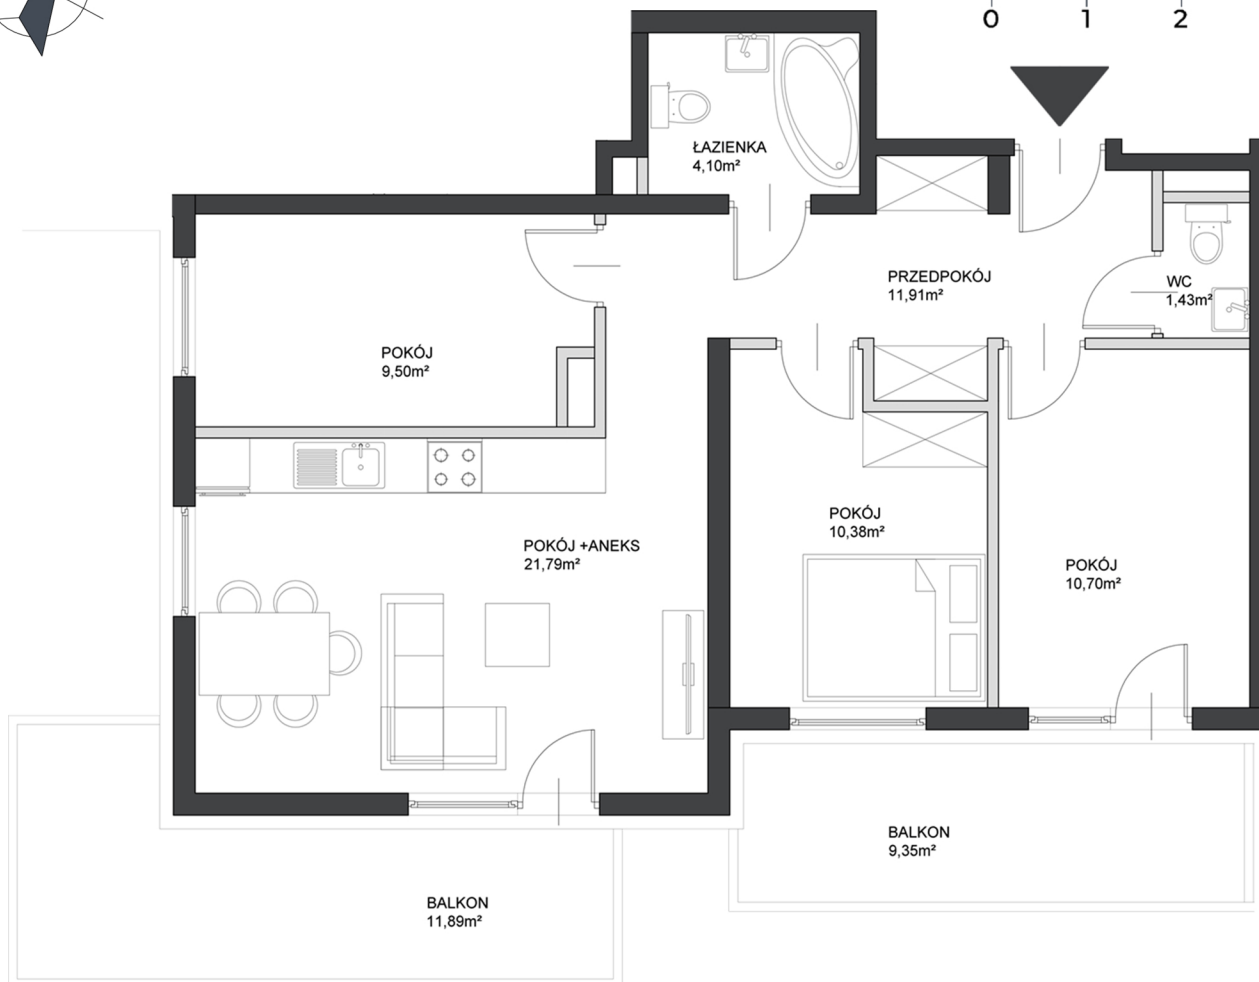 0 1 2
ŁAZIENKA
4,10m²
PRZEDPOKÓJ
11,91m²
WC
1,43m²
POKÓJ
9,50m²
POKÓJ +ANEKS
21,79m²
POKÓJ
10,38m²
POKÓJ
10,70m²
BALKON
9,35m²
BALKON
11,89m²